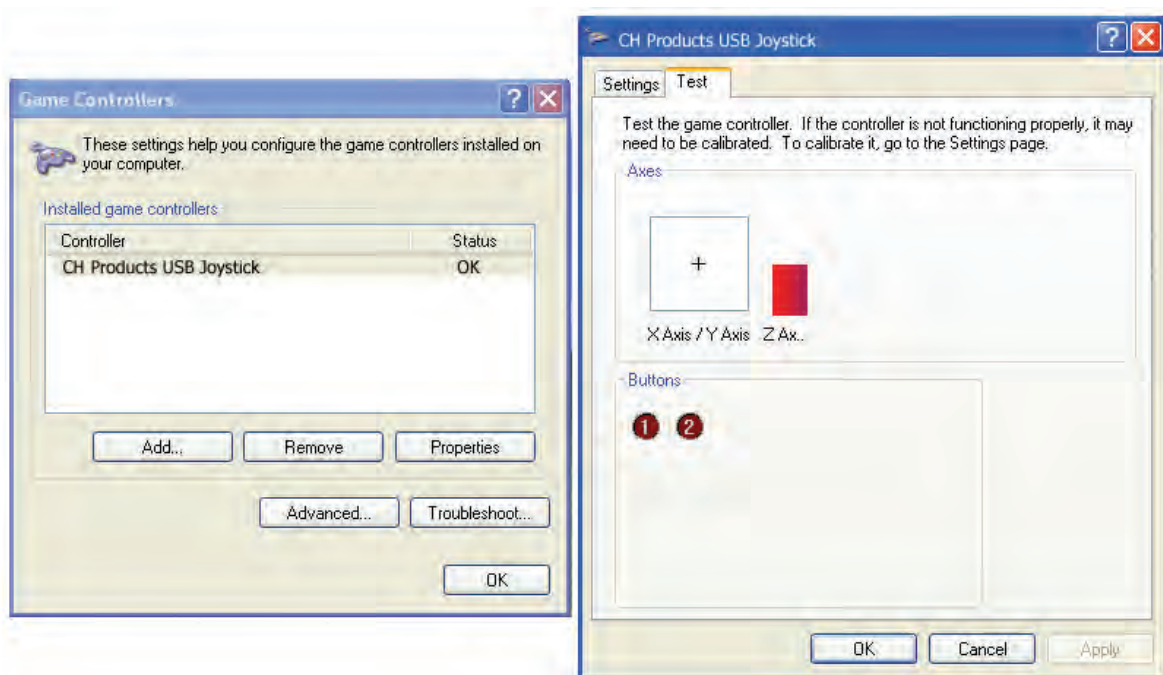 Game Controllers
These settings help you configure the game controllers installed on
your computer.
Installed game controllers
Controller Status
CH Products USB Joystick OK
Add... Remove Properties
Advanced... Troubleshoot...
OK
CH Products USB Joystick
Settings Test
Test the game controller. If the controller is not functioning properly, it may
need to be calibrated. To calibrate it, go to the Settings page.
Axes
X Axis / Y Axis Z Ax..
Buttons
1 2
OK Cancel Apply